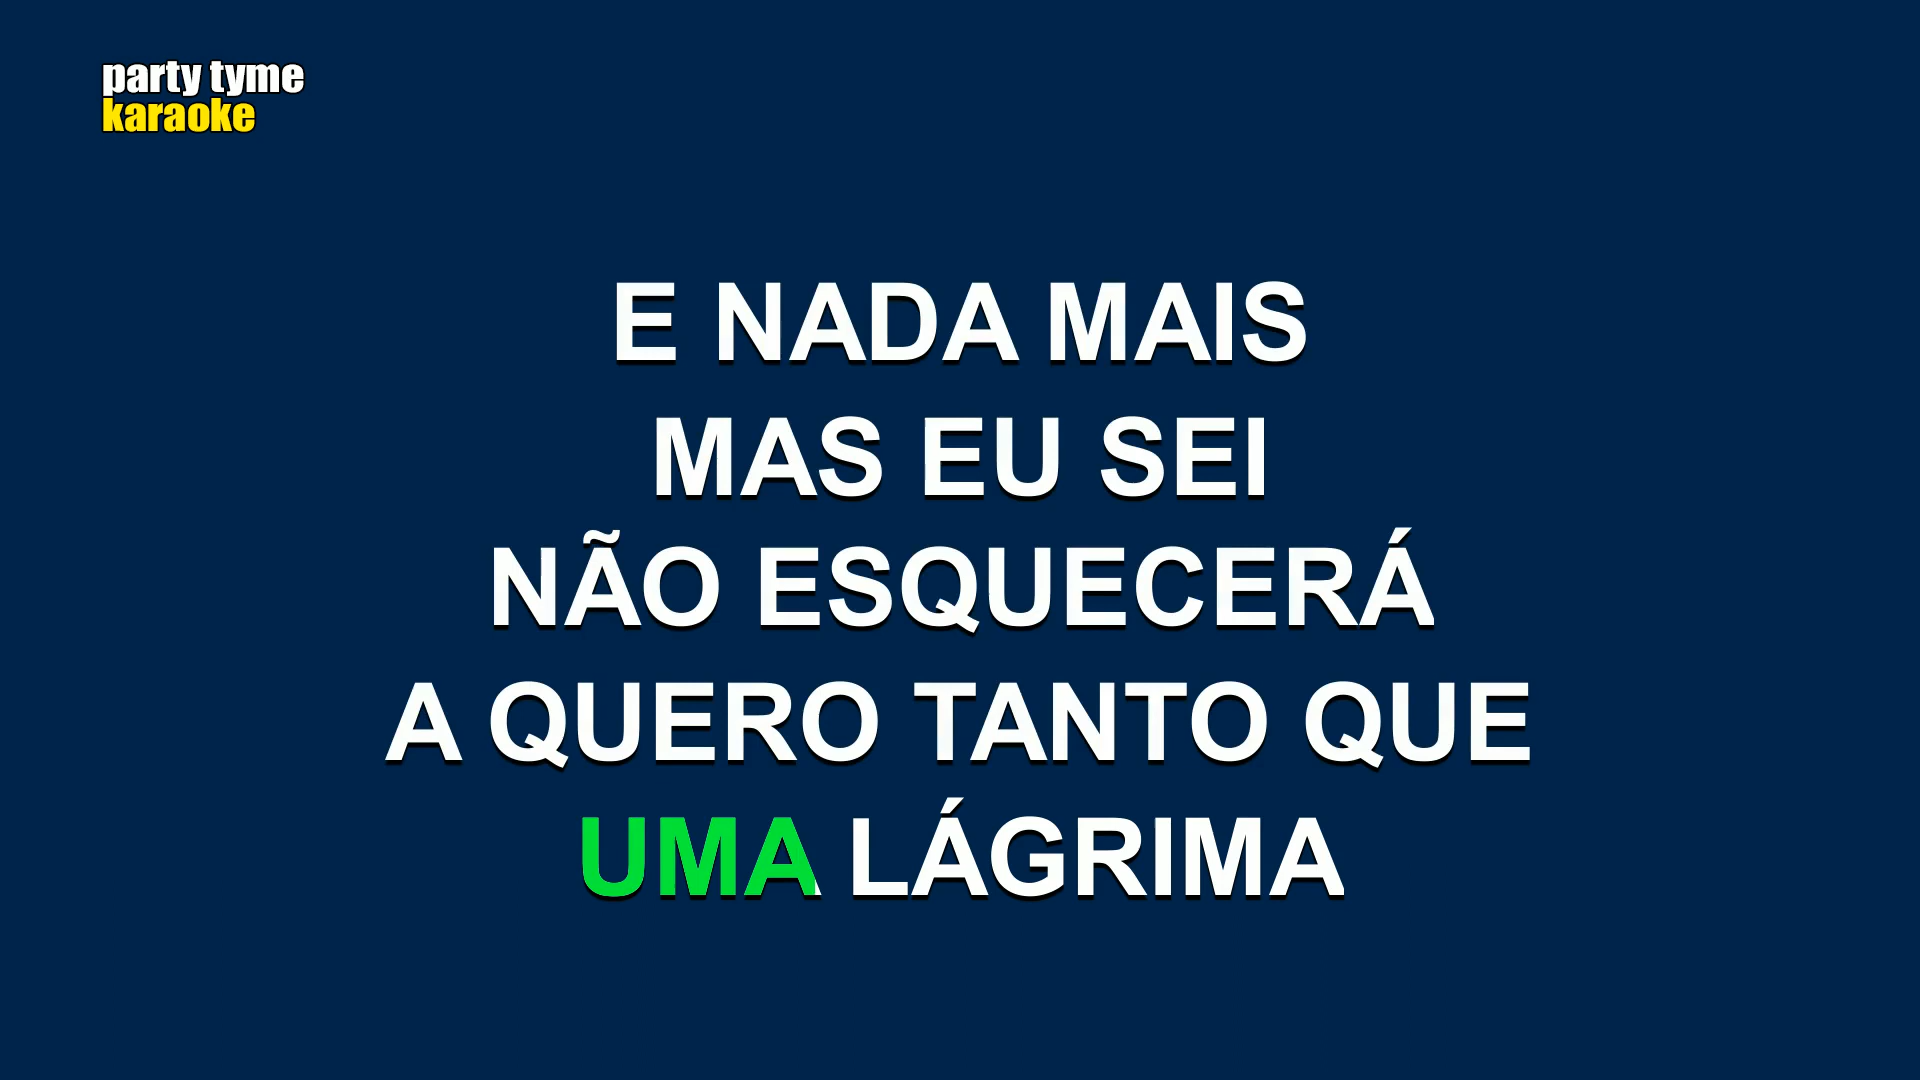 party tyme
karaoke
E NADA MAIS
MAS EU SEI
NÃO ESQUECERÁ
A QUERO TANTO QUE
UMA LÁGRIMA